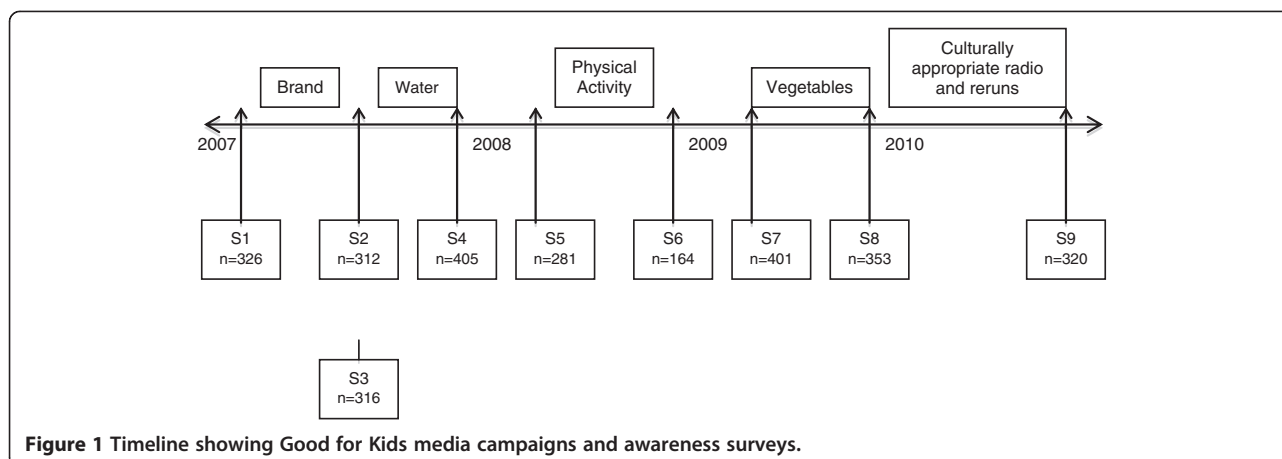 Brand
Water
Physical
Activity
Vegetables
Culturally
appropriate radio
and reruns
2007
2008
2009
2010
S1
n=326
S2
n=312
S4
n=405
S5
n=281
S6
n=164
S7
n=401
S8
n=353
S9
n=320
S3
n=316
Figure 1 Timeline showing Good for Kids media campaigns and awareness surveys.